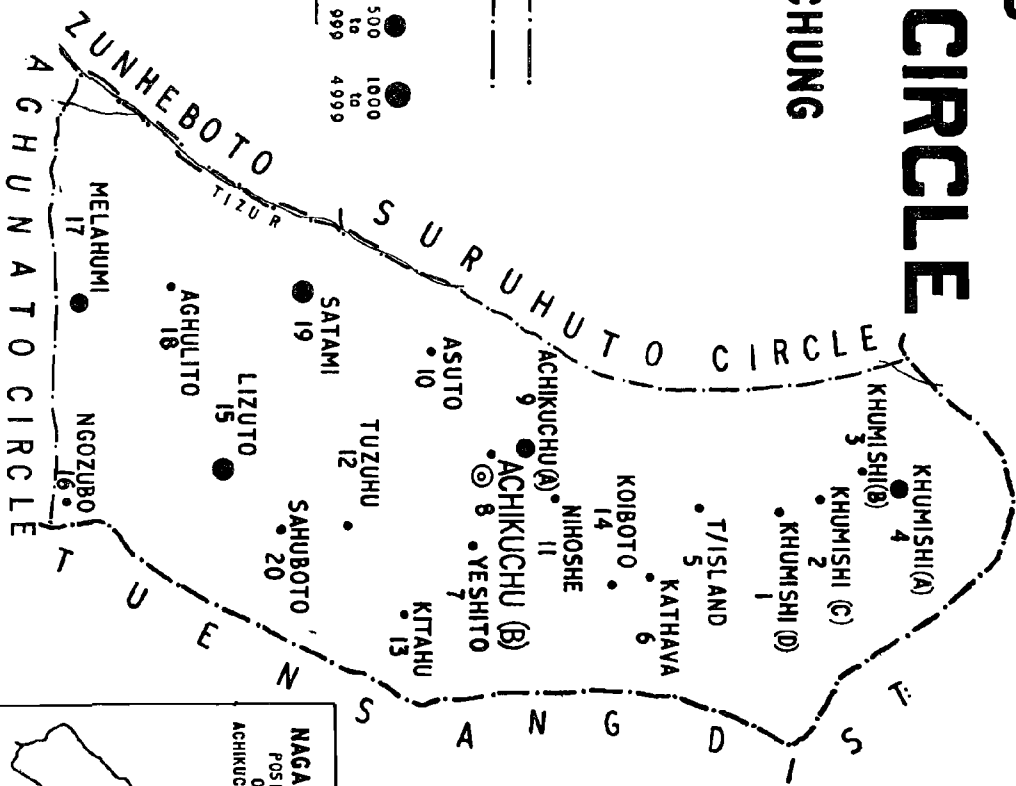 CIRCLE
CHUNG
500
to
999
1000
to
4999
ZUNHEBOTO
SURUHUTO CIRCLE
TIZU R
KHUMISHI(A)
4
KHUMISHI(B)
3
KHUMISHI (C)
2
KHUMISHI (D)
1
T/ISLAND
5
KATHAVA
6
KOIBOTO
14
NIHOSHE
11
ACHIKUCHU(A)
9
ACHIKUCHU (B)
8
YESHITO
7
ASUTO
10
KITAHU
13
TUZUHU
12
SATAMI
19
SAHUBOTO
20
LIZUTO
15
AGHULITO
18
MELAHUMI
17
NGOZUBO
16
AGHUNATO CIRCLE
TUENSANG DIST.
NAGA
POSI
ACHIKUC